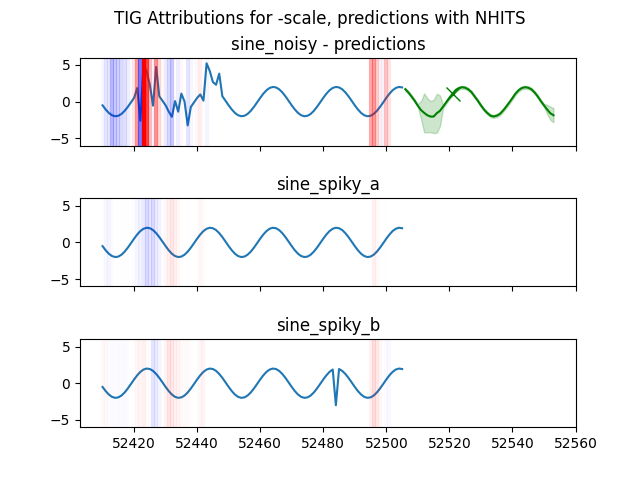 TIG Attributions for -scale, predictions with NHITS
sine_noisy - predictions
5
0
−5
sine_spiky_a
5
0
−5
sine_spiky_b
5
0
−5
52420 52440 52460 52480 52500 52520 52540 52560